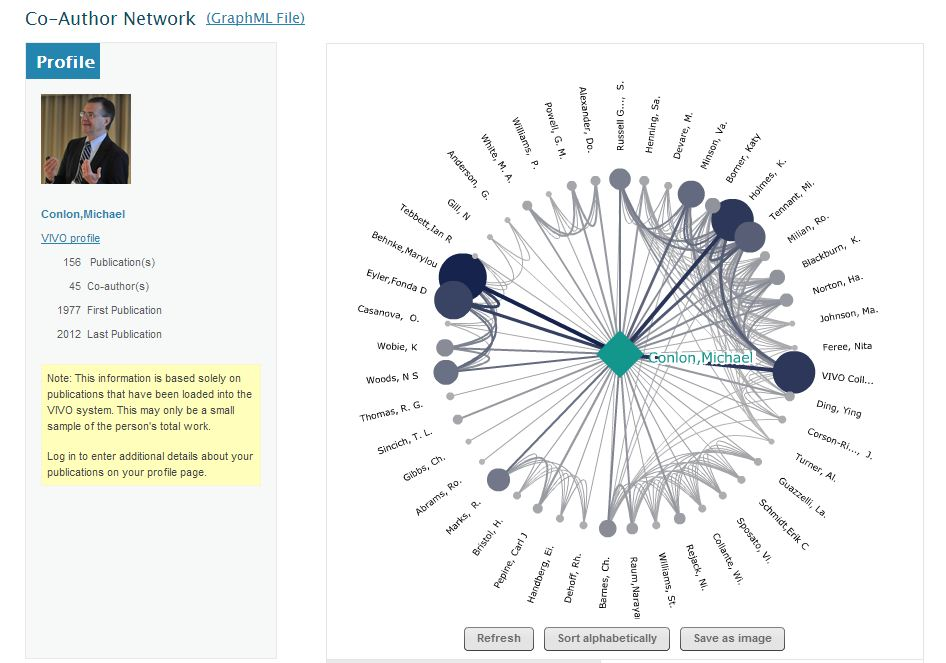 Co-Author Network (GraphML File)
Profile
Conlon,Michael
VIVO profile
156 Publication(s)
45 Co-author(s)
1977 First Publication
2012 Last Publication
Note: This information is based solely on
publications that have been loaded into the
VIVO system. This may only be a small
sample of the person's total work.
Log in to enter additional details about your
publications on your profile page.
Russell G..., S.
Henning, Sa.
Devare, M.
Minson, Va.
Borner, Katy
Holmes, K.
Tennant, Mi.
Milian, Ro.
Blackburn, K.
Norton, Ha.
Johnson, Ma.
Feree, Nita
VIVO Coll...
Ding, Ying
Corson-Ri..., J.
Turner, Al.
Guazzelli, La.
Schmidt,Erik C
Sposato, Vi.
Collante, Wi.
Rejack, Ni.
Williams, St.
Raum,Naraya
Barnes, Ch.
Dehoff, Rh.
Handberg, Ei.
Pepine, Carl J
Bristol, H.
Marks, R.
Abrams, Ro.
Gibbs, Ch.
Sincich, T. L.
Thomas, R. G.
Woods, N S
Wobie, K
Casanova, O.
Eyler,Fonda D
Behnke,Marylou
Tebbett,Ian R
Gill, N
Anderson, G.
White, M. A.
Williams, P.
Powell, G. M.
Alexander, Do.
Conlon,Michael
Refresh
Sort alphabetically
Save as image